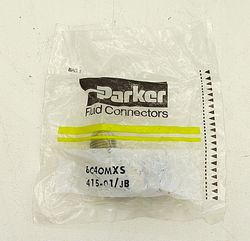 Parker
Fluid Connectors
6C40MXS
415-01/JB